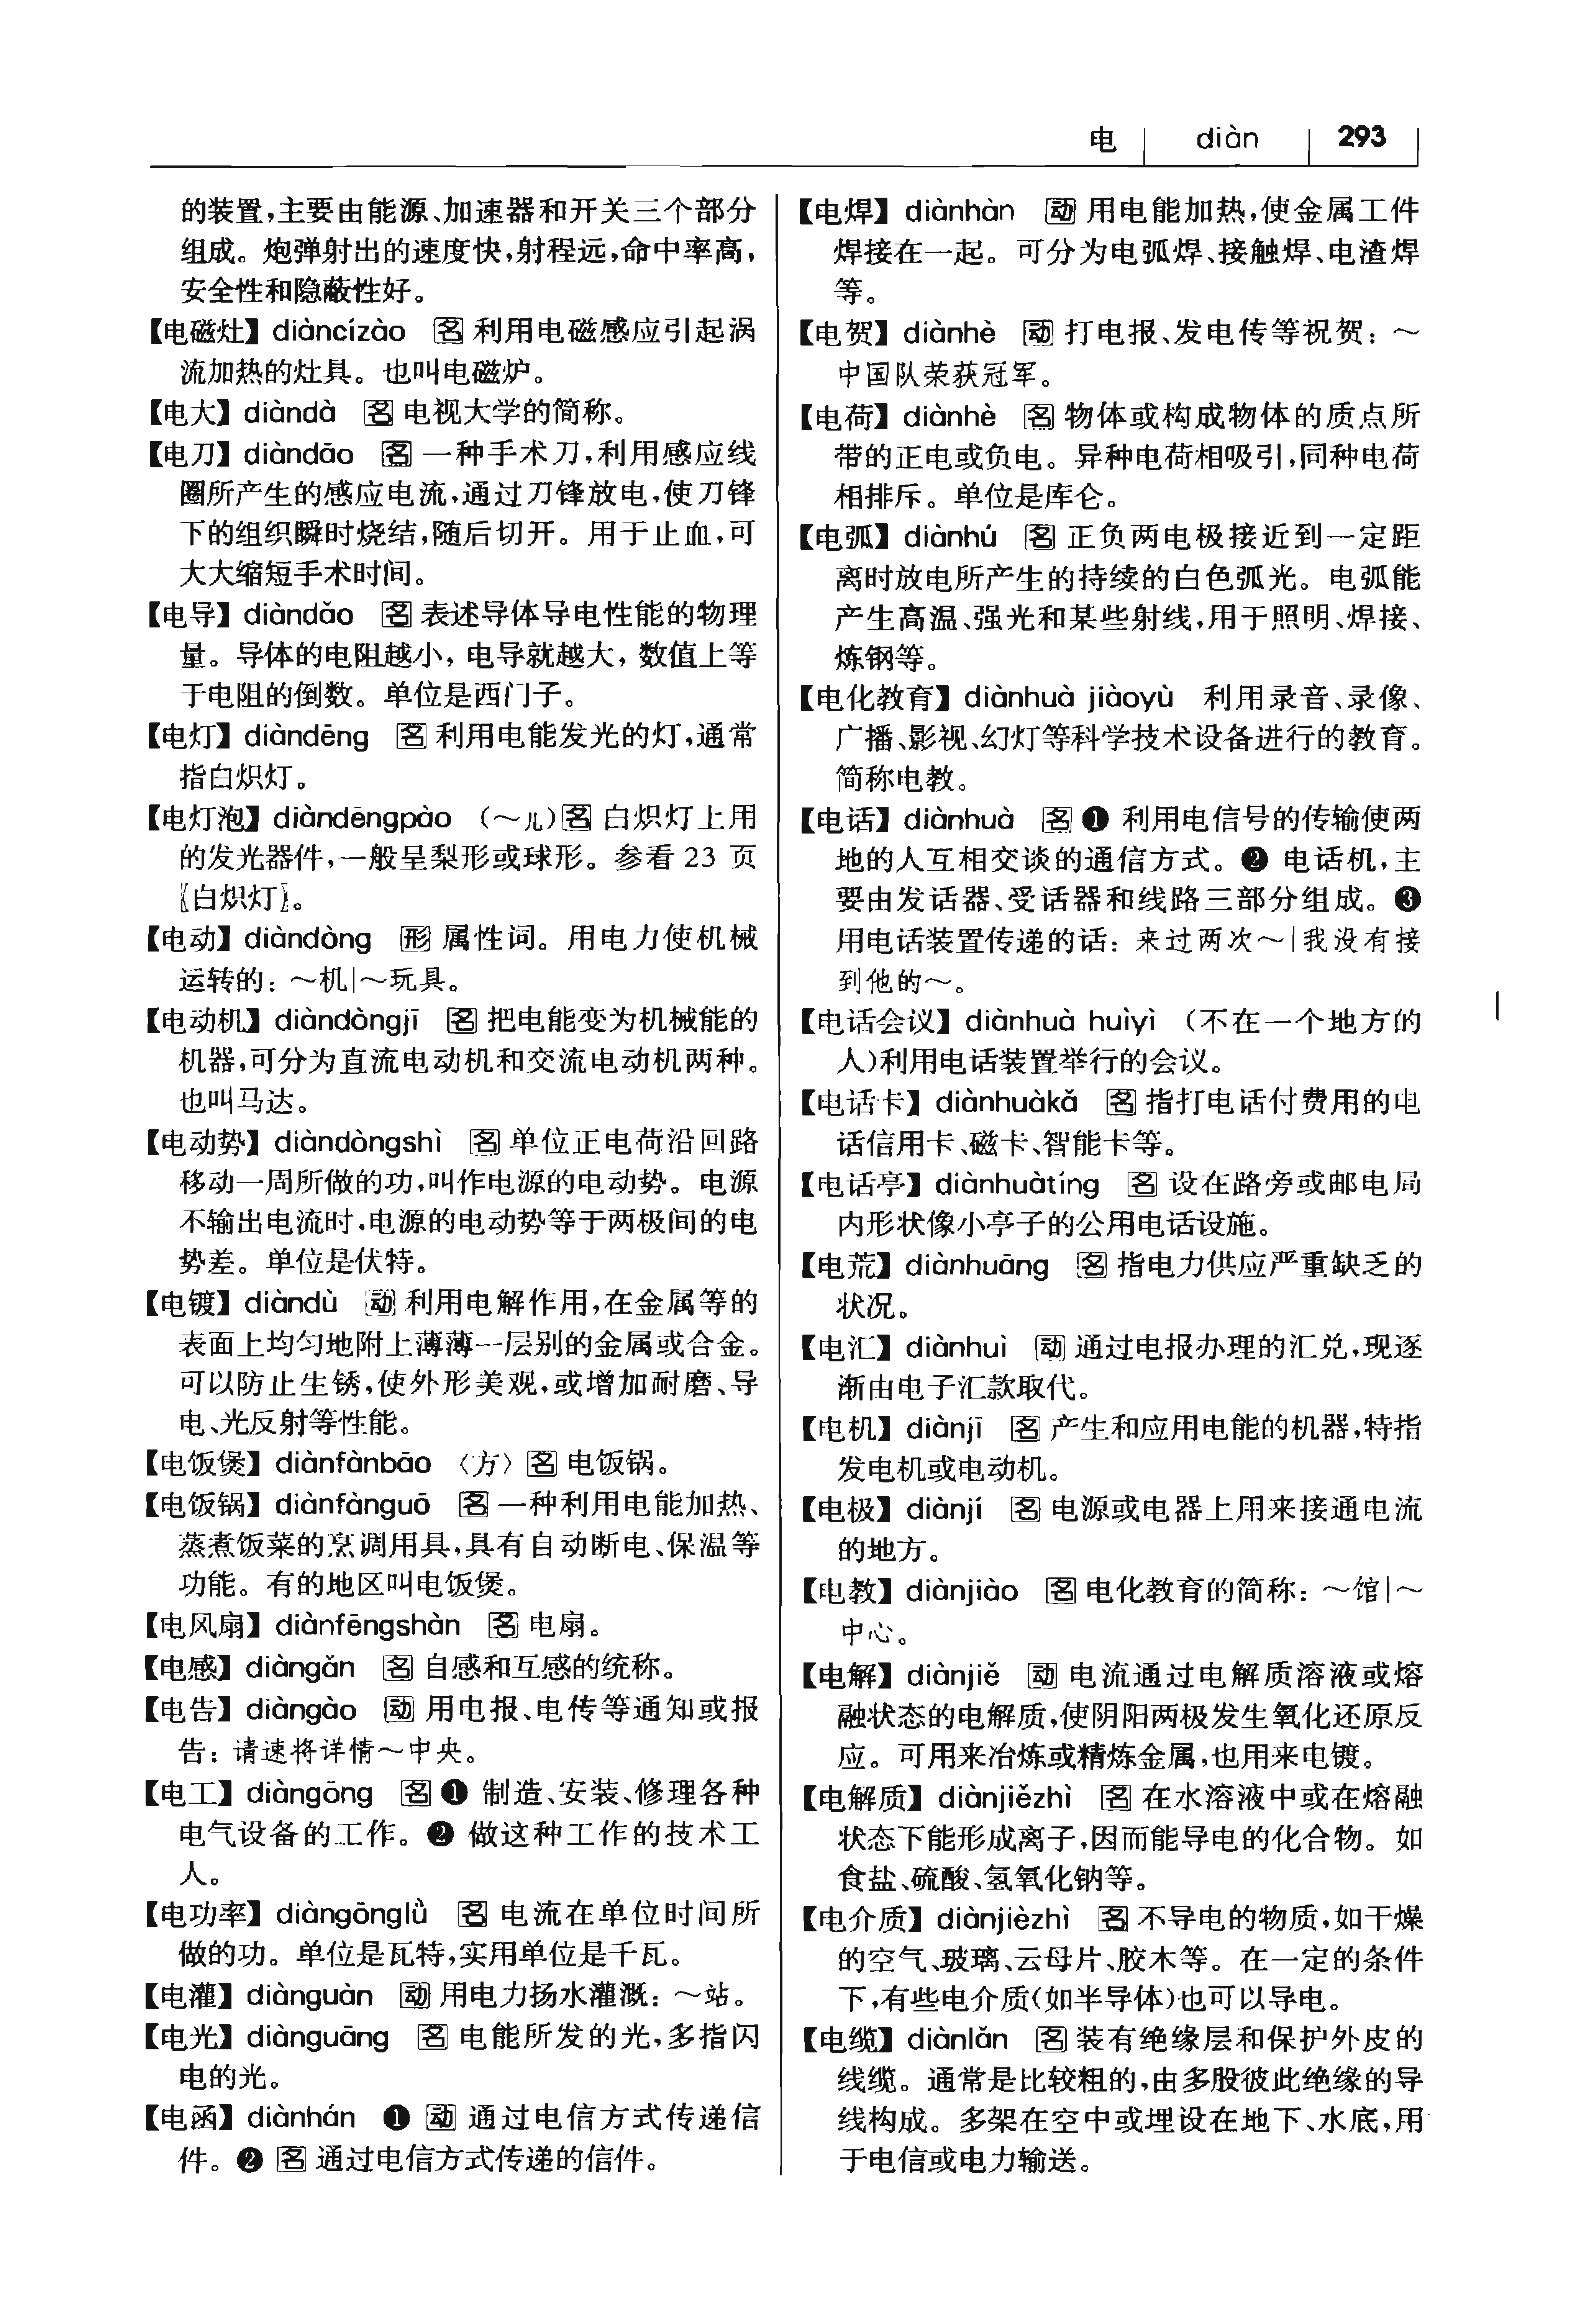 电 diàn 293
的装置,主要由能源、加速器和开关三个部分
组成。炮弹射出的速度快,射程远,命中率高,
安全性和隐蔽性好。
【电磁灶】diàncízào 名 利用电磁感应引起涡
流加热的灶具。也叫电磁炉。
【电大】diàndà 名 电视大学的简称。
【电刀】diàndāo 名 一种手术刀,利用感应线
圈所产生的感应电流,通过刀锋放电,使刀锋
下的组织瞬时烧结,随后切开。用于止血,可
大大缩短手术时间。
【电导】diàndǎo 名 表述导体导电性能的物理
量。导体的电阻越小,电导就越大,数值上等
于电阻的倒数。单位是西门子。
【电灯】diàndēng 名 利用电能发光的灯,通常
指白炽灯。
【电灯泡】diàndēngpào (～儿)名 白炽灯上用
的发光器件,一般呈梨形或球形。参看 23 页
〖白炽灯〗。
【电动】diàndòng 形 属性词。用电力使机械
运转的:～机|～玩具。
【电动机】diàndòngjī 名 把电能变为机械能的
机器,可分为直流电动机和交流电动机两种。
也叫马达。
【电动势】diàndòngshì 名 单位正电荷沿回路
移动一周所做的功,叫作电源的电动势。电源
不输出电流时,电源的电动势等于两极间的电
势差。单位是伏特。
【电镀】diàndù 动 利用电解作用,在金属等的
表面上均匀地附上薄薄一层别的金属或合金。
可以防止生锈,使外形美观,或增加耐磨、导
电、光反射等性能。
【电饭煲】diànfànbāo 〈方〉名 电饭锅。
【电饭锅】diànfànguō 名 一种利用电能加热、
蒸煮饭菜的烹调用具,具有自动断电、保温等
功能。有的地区叫电饭煲。
【电风扇】diànfēngshàn 名 电扇。
【电感】diàngǎn 名 自感和互感的统称。
【电告】diàngào 动 用电报、电传等通知或报
告:请速将详情～中央。
【电工】diàngōng 名 ❶ 制造、安装、修理各种
电气设备的工作。❷ 做这种工作的技术工
人。
【电功率】diàngōnglǜ 名 电流在单位时间所
做的功。单位是瓦特,实用单位是千瓦。
【电灌】diànguàn 动 用电力扬水灌溉:～站。
【电光】diànguāng 名 电能所发的光,多指闪
电的光。
【电函】diànhán ❶ 动 通过电信方式传递信
件。❷ 名 通过电信方式传递的信件。
【电焊】diànhàn 动 用电能加热,使金属工件
焊接在一起。可分为电弧焊、接触焊、电渣焊
等。
【电贺】diànhè 动 打电报、发电传等祝贺:～
中国队荣获冠军。
【电荷】diànhè 名 物体或构成物体的质点所
带的正电或负电。异种电荷相吸引,同种电荷
相排斥。单位是库仑。
【电弧】diànhú 名 正负两电极接近到一定距
离时放电所产生的持续的白色弧光。电弧能
产生高温、强光和某些射线,用于照明、焊接、
炼钢等。
【电化教育】diànhuà jiàoyù 利用录音、录像、
广播、影视、幻灯等科学技术设备进行的教育。
简称电教。
【电话】diànhuà 名 ❶ 利用电信号的传输使两
地的人互相交谈的通信方式。❷ 电话机,主
要由发话器、受话器和线路三部分组成。❸
用电话装置传递的话:来过两次～|我没有接
到他的～。
【电话会议】diànhuà huìyì (不在一个地方的
人)利用电话装置举行的会议。
【电话卡】diànhuàkǎ 名 指打电话付费用的电
话信用卡、磁卡、智能卡等。
【电话亭】diànhuàtíng 名 设在路旁或邮电局
内形状像小亭子的公用电话设施。
【电荒】diànhuāng 名 指电力供应严重缺乏的
状况。
【电汇】diànhuì 动 通过电报办理的汇兑,现逐
渐由电子汇款取代。
【电机】diànjī 名 产生和应用电能的机器,特指
发电机或电动机。
【电极】diànjí 名 电源或电器上用来接通电流
的地方。
【电教】diànjiào 名 电化教育的简称:～馆|～
中心。
【电解】diànjiě 动 电流通过电解质溶液或熔
融状态的电解质,使阴阳两极发生氧化还原反
应。可用来冶炼或精炼金属,也用来电镀。
【电解质】diànjiězhì 名 在水溶液中或在熔融
状态下能形成离子,因而能导电的化合物。如
食盐、硫酸、氢氧化钠等。
【电介质】diànjièzhì 名 不导电的物质,如干燥
的空气、玻璃、云母片、胶木等。在一定的条件
下,有些电介质(如半导体)也可以导电。
【电缆】diànlǎn 名 装有绝缘层和保护外皮的
线缆。通常是比较粗的,由多股彼此绝缘的导
线构成。多架在空中或埋设在地下、水底,用
于电信或电力输送。